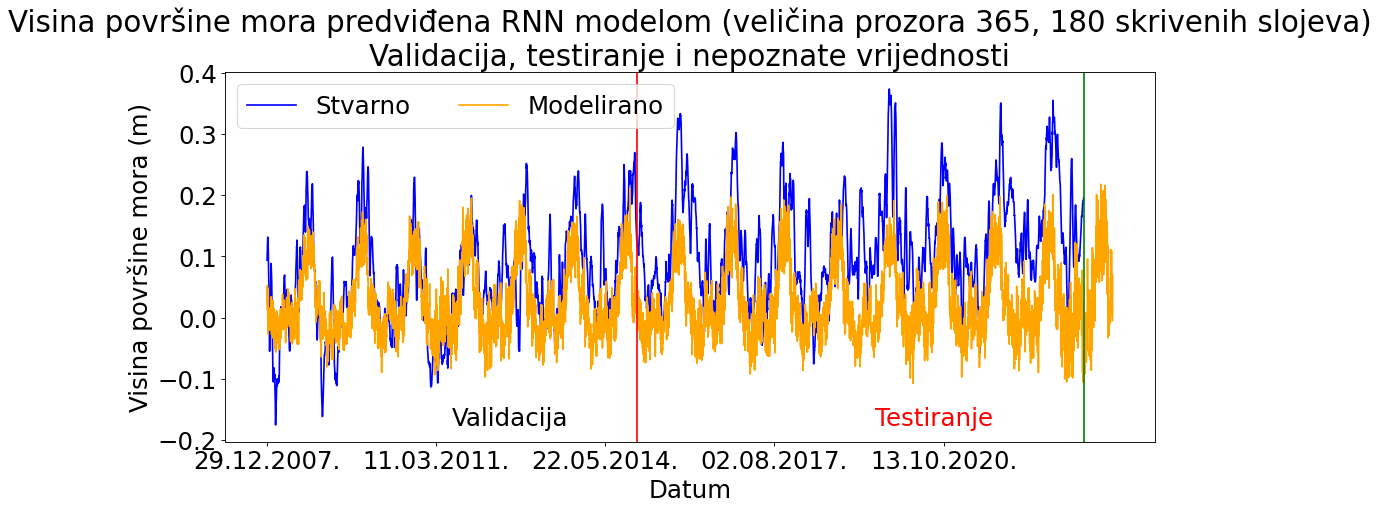 Visina površine mora predviđena RNN modelom (veličina prozora 365, 180 skrivenih slojeva)
Validacija, testiranje i nepoznate vrijednosti
Stvarno
Modelirano
Visina površine mora (m)
0.4
0.3
0.2
0.1
0.0
−0.1
−0.2
Validacija
Testiranje
29.12.2007.
11.03.2011.
22.05.2014.
02.08.2017.
13.10.2020.
Datum